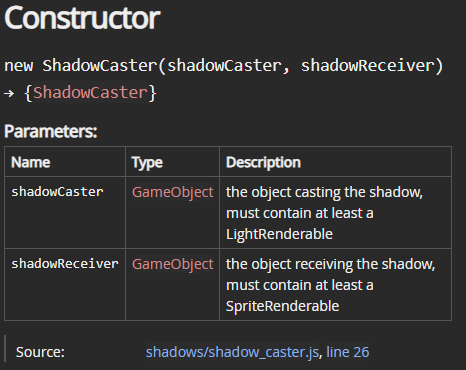 Constructor
new ShadowCaster(shadowCaster, shadowReceiver)
→ {ShadowCaster}
Parameters:
Name Type Description
shadowCaster GameObject the object casting the shadow,
must contain at least a
LightRenderable
shadowReceiver GameObject the object receiving the shadow,
must contain at least a
SpriteRenderable
Source: shadows/shadow_caster.js, line 26